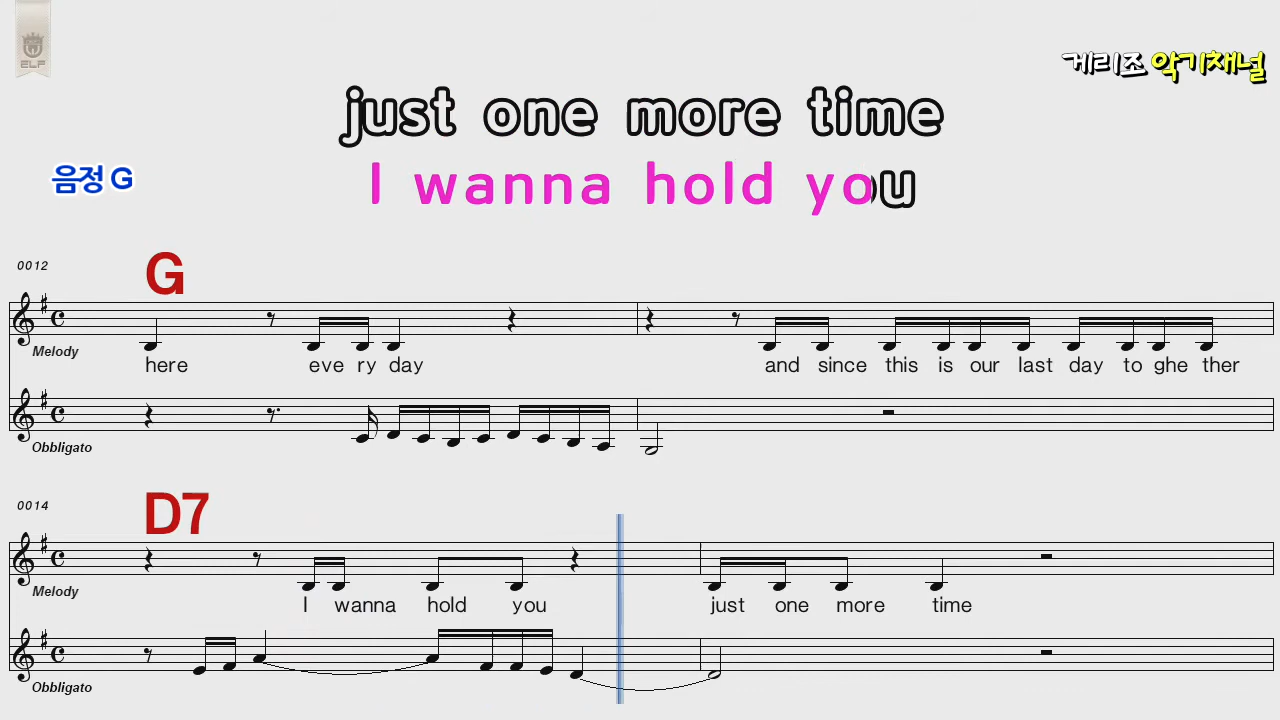 ELF
게리조 악기채널
just one more time
음정 G
I wanna hold you
0012
G
Melody
here eve ry day and since this is our last day to ghe ther
Obbligato
0014
D7
Melody
I wanna hold you just one more time
Obbligato